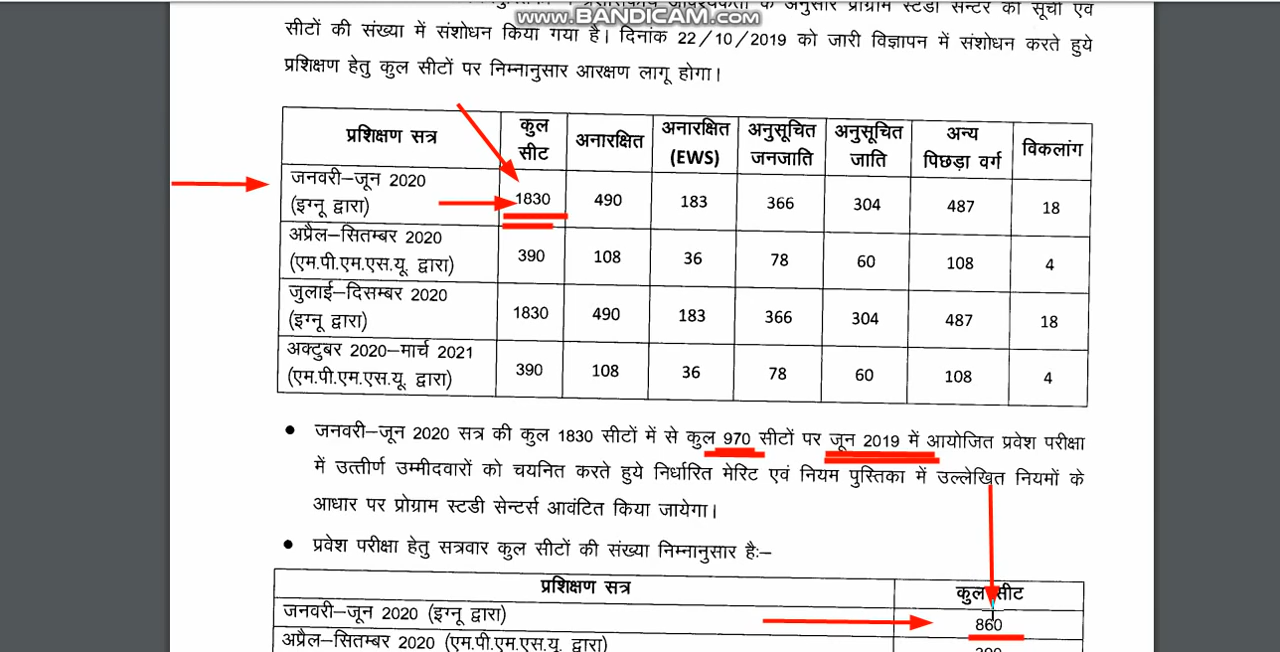 www.BANDICAM.com
के अनुसार प्रोग्राम स्टडी सेन्टर की सूची एवं
सीटों की संख्या में संशोधन किया गया है। दिनांक 22/10/2019 को जारी विज्ञापन में संशोधन करते हुये
प्रशिक्षण हेतु कुल सीटों पर निम्नानुसार आरक्षण लागू होगा।
प्रशिक्षण सत्र कुल सीट अनारक्षित अनारक्षित (EWS) अनुसूचित जनजाति अनुसूचित जाति अन्य पिछड़ा वर्ग विकलांग
जनवरी–जून 2020 (इग्नू द्वारा) 1830 490 183 366 304 487 18
अप्रैल–सितम्बर 2020 (एम.पी.एम.एस.यू. द्वारा) 390 108 36 78 60 108 4
जुलाई–दिसम्बर 2020 (इग्नू द्वारा) 1830 490 183 366 304 487 18
अक्टुबर 2020–मार्च 2021 (एम.पी.एम.एस.यू. द्वारा) 390 108 36 78 60 108 4
• जनवरी–जून 2020 सत्र की कुल 1830 सीटों में से कुल 970 सीटों पर जून 2019 में आयोजित प्रवेश परीक्षा
में उत्तीर्ण उम्मीदवारों को चयनित करते हुये निर्धारित मेरिट एवं नियम पुस्तिका में उल्लेखित नियमों के
आधार पर प्रोग्राम स्टडी सेन्टर्स आवंटित किया जायेगा।
• प्रवेश परीक्षा हेतु सत्रवार कुल सीटों की संख्या निम्नानुसार है:–
प्रशिक्षण सत्र कुल सीट
जनवरी–जून 2020 (इग्नू द्वारा) 860
अप्रैल–सितम्बर 2020 (एम.पी.एम.एस.यू. द्वारा)